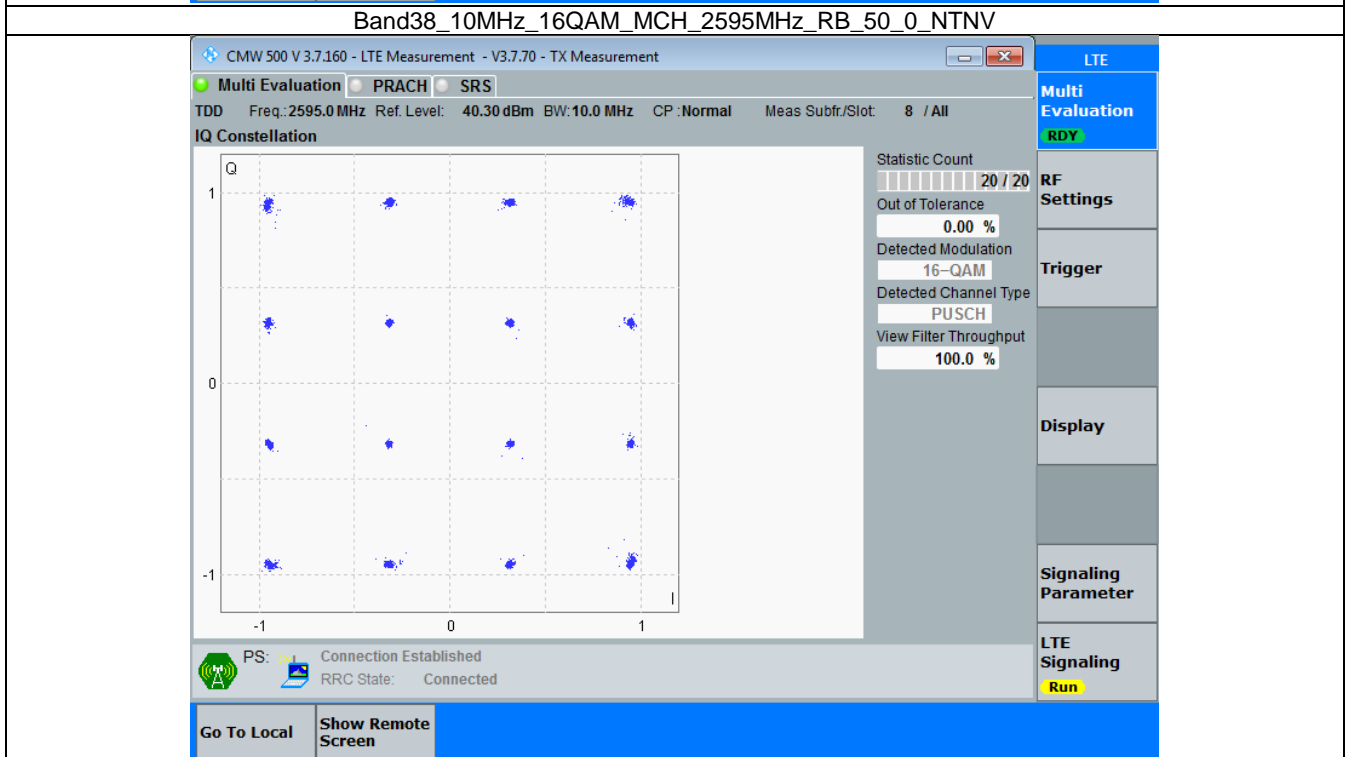 Band38_10MHz_16QAM_MCH_2595MHz_RB_50_0_NTNV
CMW 500 V 3.7.160 - LTE Measurement - V3.7.70 - TX Measurement
LTE
Multi Evaluation PRACH SRS
TDD Freq.: 2595.0 MHz Ref. Level: 40.30 dBm BW: 10.0 MHz CP : Normal Meas Subfr./Slot: 8 / All
IQ Constellation
Q
1
0
-1
-1 0 1
I
Statistic Count
20 / 20
Out of Tolerance
0.00 %
Detected Modulation
16-QAM
Detected Channel Type
PUSCH
View Filter Throughput
100.0 %
Multi
Evaluation
RDY
RF
Settings
Trigger
Display
Signaling
Parameter
LTE
Signaling
Run
PS: Connection Established
RRC State: Connected
Go To Local
Show Remote
Screen